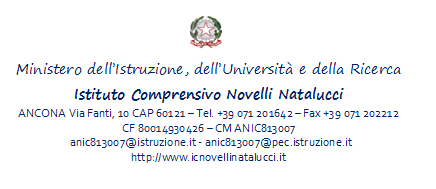 Ministero dell'Istruzione, dell'Università e della Ricerca
Istituto Comprensivo Novelli Natalucci
ANCONA Via Fanti, 10 CAP 60121 – Tel. +39 071 201642 – Fax +39 071 202212
CF 80014930426 – CM ANIC813007
anic813007@istruzione.it - anic813007@pec.istruzione.it
http://www.icnovellinatalucci.it